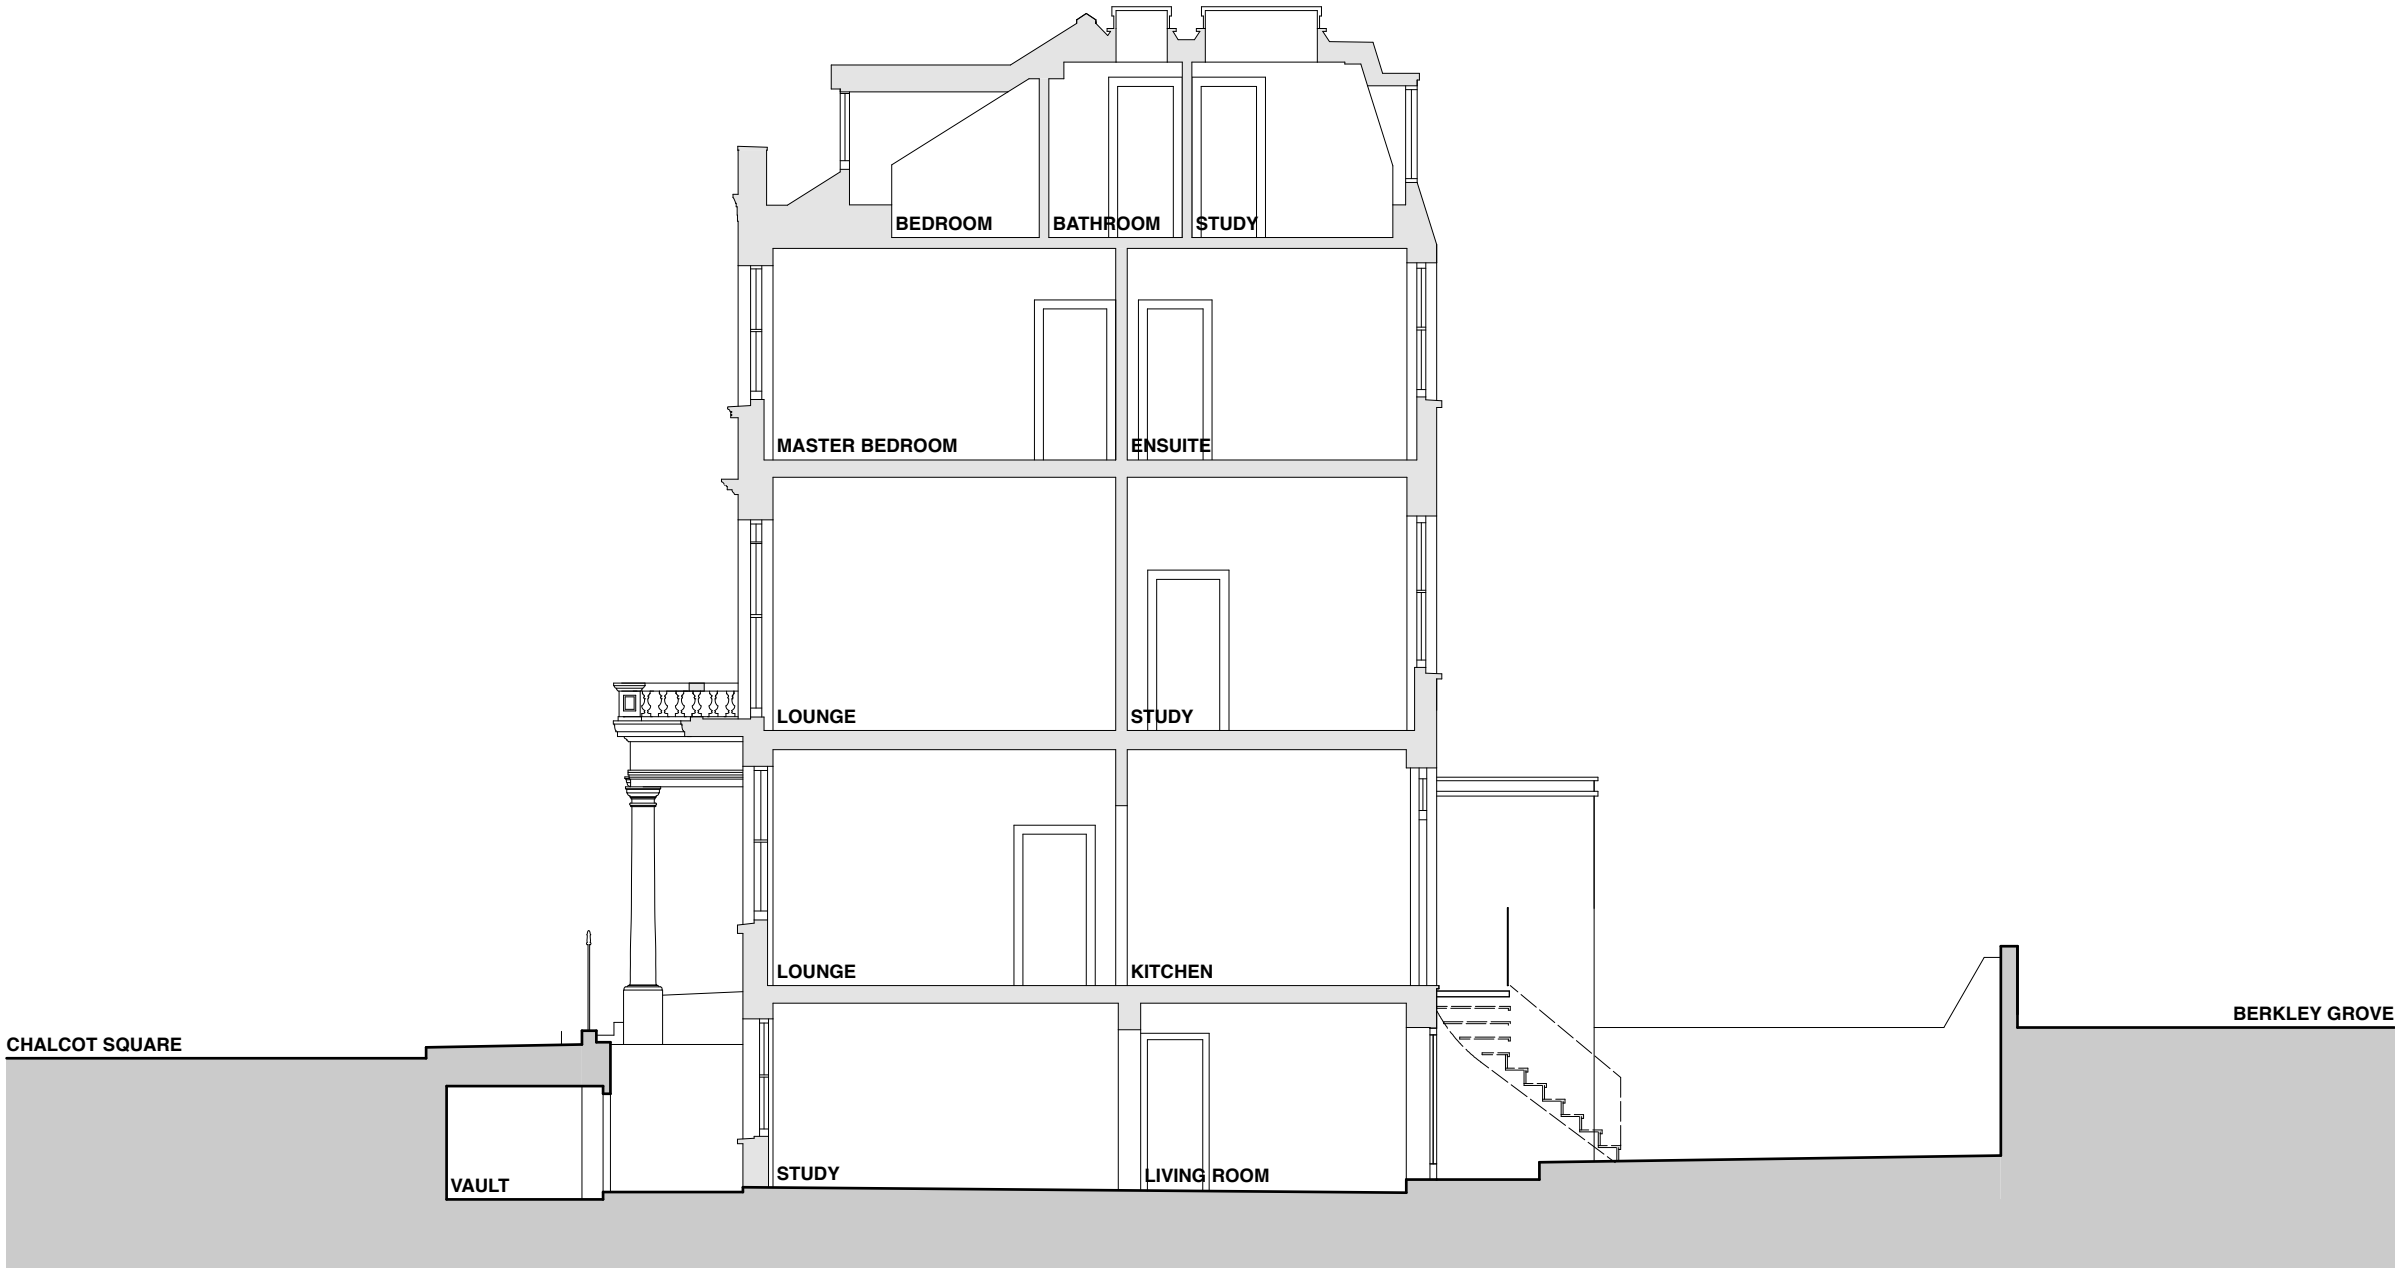 BEDROOM
BATHROOM
STUDY
MASTER BEDROOM
ENSUITE
LOUNGE
STUDY
LOUNGE
KITCHEN
CHALCOT SQUARE
BERKLEY GROVE
STUDY
LIVING ROOM
VAULT